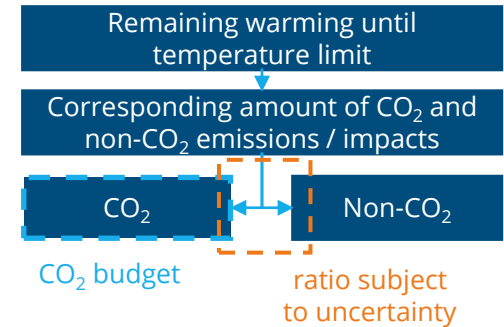 Remaining warming until
temperature limit
Corresponding amount of CO₂ and
non-CO₂ emissions / impacts
CO₂
Non-CO₂
CO₂ budget
ratio subject
to uncertainty